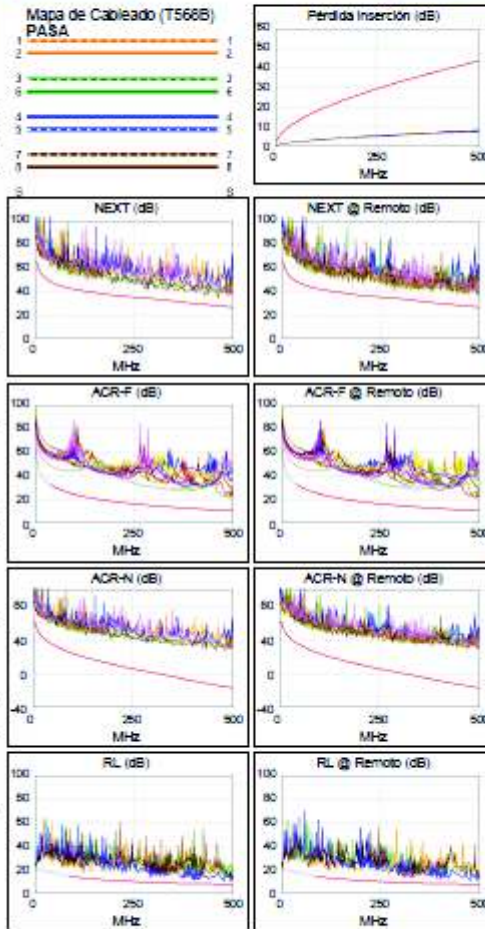 Mapa de Cableado (T568B)
PASA
1 1
2 2
3 3
6 6
4 4
5 5
7 7
8 8
S S
Pérdida Inserción (dB)
60
50
40
30
20
10
0
0 250 500
MHz
NEXT (dB)
100
80
60
40
20
0
0 250 500
MHz
NEXT @ Remoto (dB)
100
80
60
40
20
0
0 250 500
MHz
ACR-F (dB)
100
80
60
40
20
0
0 250 500
MHz
ACR-F @ Remoto (dB)
100
80
60
40
20
0
0 250 500
MHz
ACR-N (dB)
80
40
0
-40
0 250 500
MHz
ACR-N @ Remoto (dB)
80
40
0
-40
0 250 500
MHz
RL (dB)
100
80
60
40
20
0
0 250 500
MHz
RL @ Remoto (dB)
100
80
60
40
20
0
0 250 500
MHz